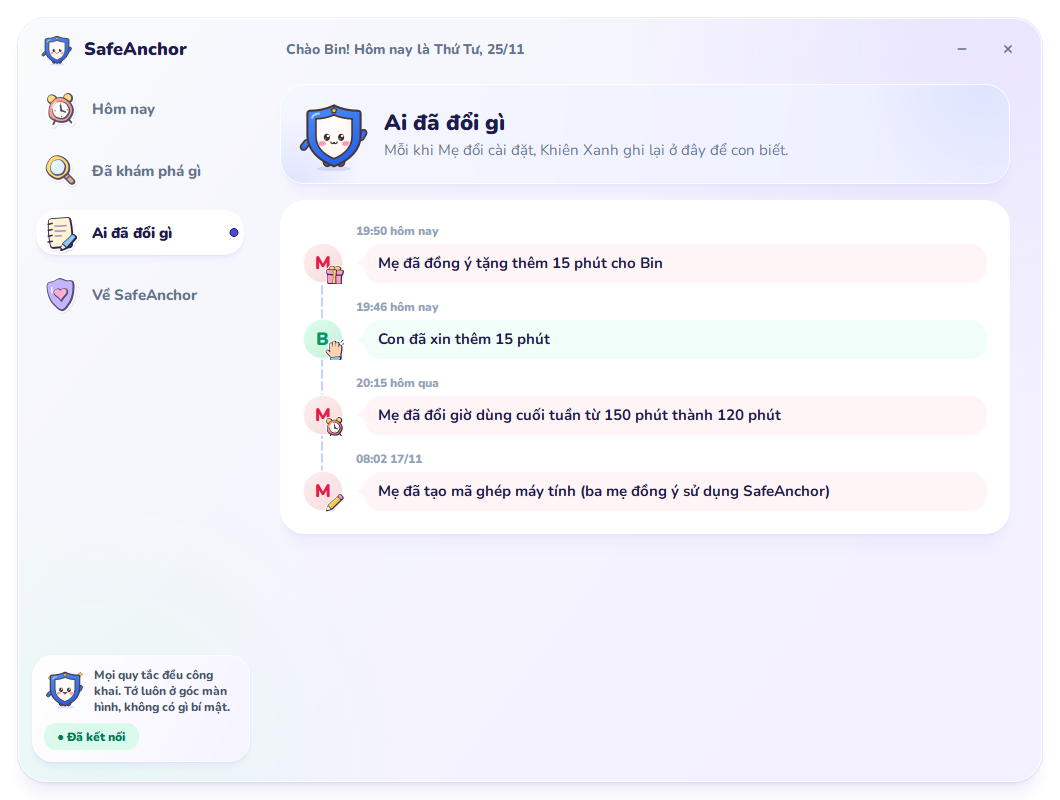 SafeAnchor
Chào Bin! Hôm nay là Thứ Tư, 25/11
Hôm nay
Đã khám phá gì
Ai đã đổi gì
Về SafeAnchor
Ai đã đổi gì
Mỗi khi Mẹ đổi cài đặt, Khiên Xanh ghi lại ở đây để con biết.
19:50 hôm nay
M
Mẹ đã đồng ý tặng thêm 15 phút cho Bin
19:46 hôm nay
B
Con đã xin thêm 15 phút
20:15 hôm qua
M
Mẹ đã đổi giờ dùng cuối tuần từ 150 phút thành 120 phút
08:02 17/11
M
Mẹ đã tạo mã ghép máy tính (ba mẹ đồng ý sử dụng SafeAnchor)
Mọi quy tắc đều công
khai. Tớ luôn ở góc màn
hình, không có gì bí mật.
• Đã kết nối